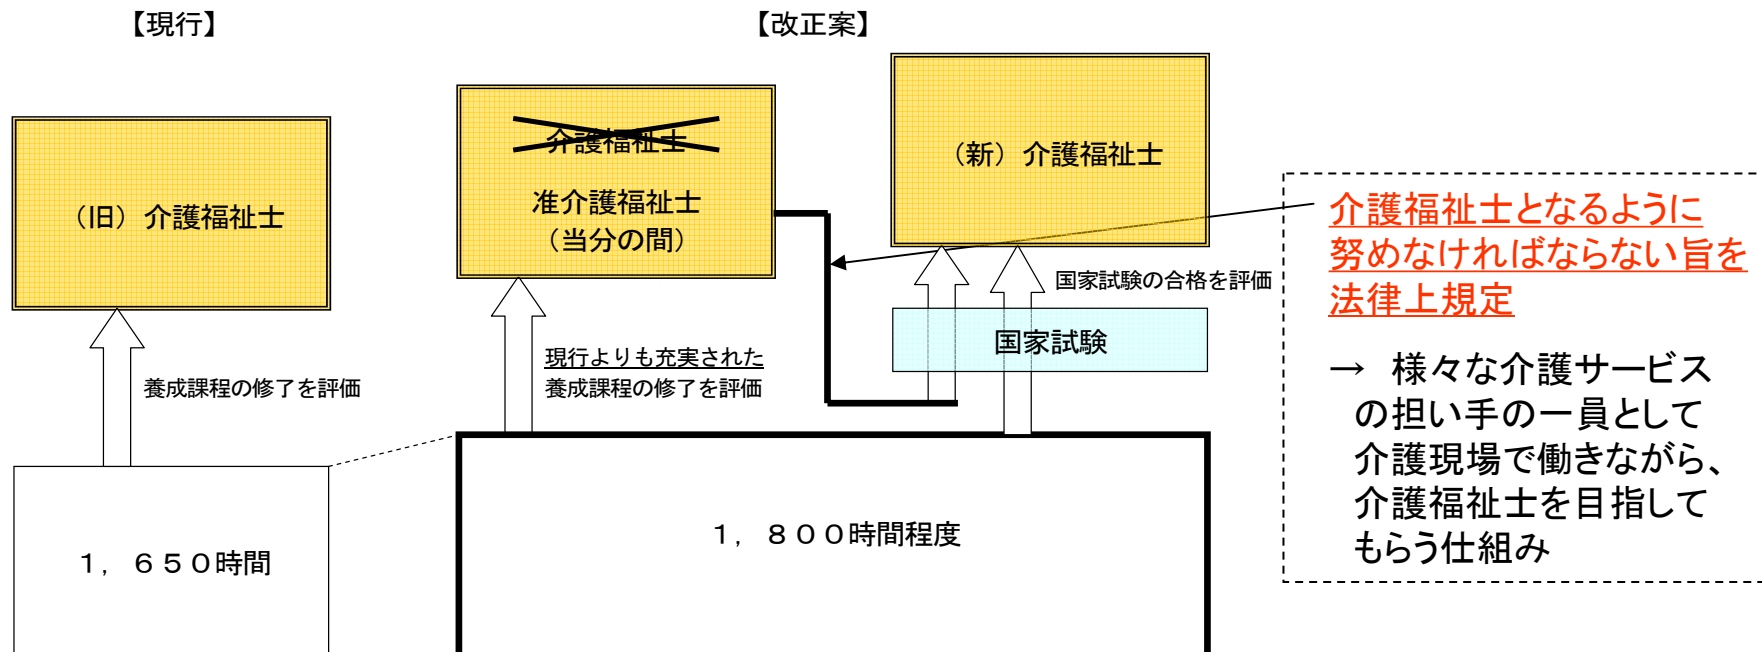 【現行】
【改正案】
（旧）介護福祉士
養成課程の修了を評価
１，６５０時間
介護福祉士
准介護福祉士
（当分の間）
現行よりも充実された
養成課程の修了を評価
（新）介護福祉士
国家試験の合格を評価
国家試験
１，８００時間程度
介護福祉士となるように
努めなければならない旨を
法律上規定
→ 様々な介護サービス
の担い手の一員として
介護現場で働きながら、
介護福祉士を目指して
もらう仕組み